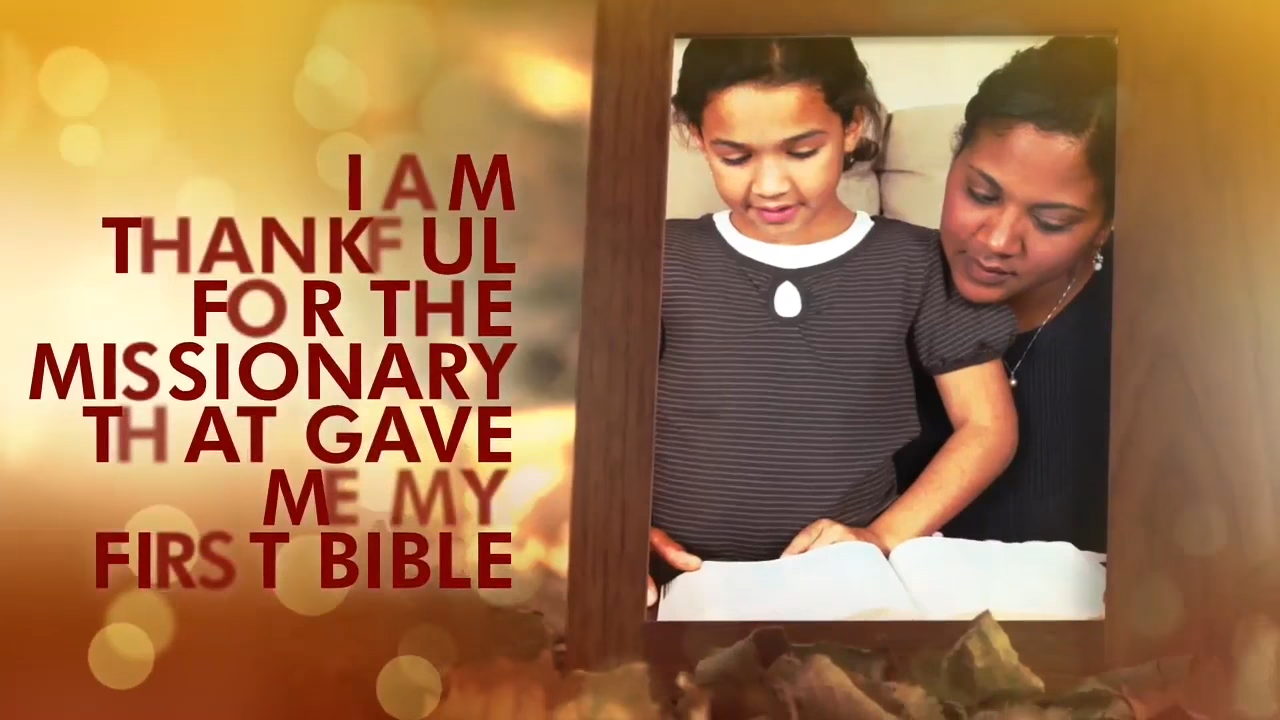 I AM
THANKFUL
FOR THE
MISSIONARY
THAT GAVE
ME MY
FIRST BIBLE